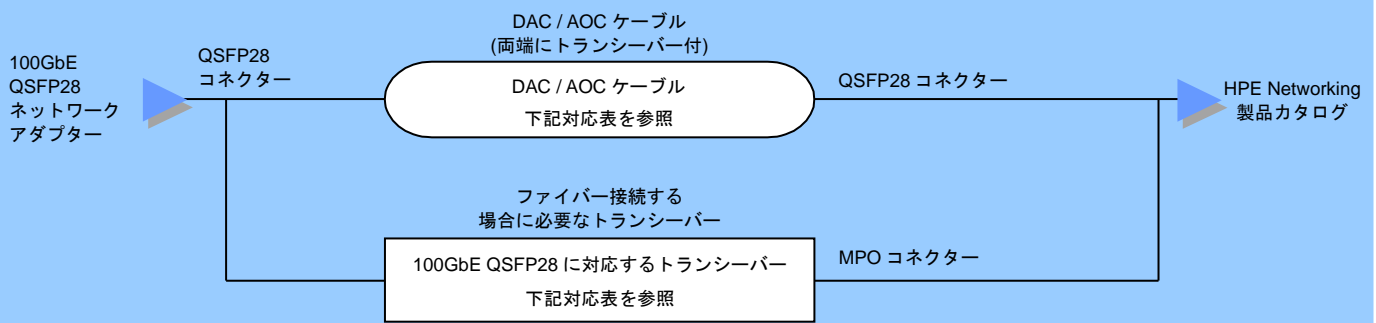 100GbE
QSFP28
ネットワーク
アダプター
QSFP28
コネクター
DAC / AOC ケーブル
(両端にトランシーバー付)
DAC / AOC ケーブル
下記対応表を参照
QSFP28 コネクター
HPE Networking
製品カタログ
ファイバー接続する
場合に必要なトランシーバー
100GbE QSFP28 に対応するトランシーバー
下記対応表を参照
MPO コネクター